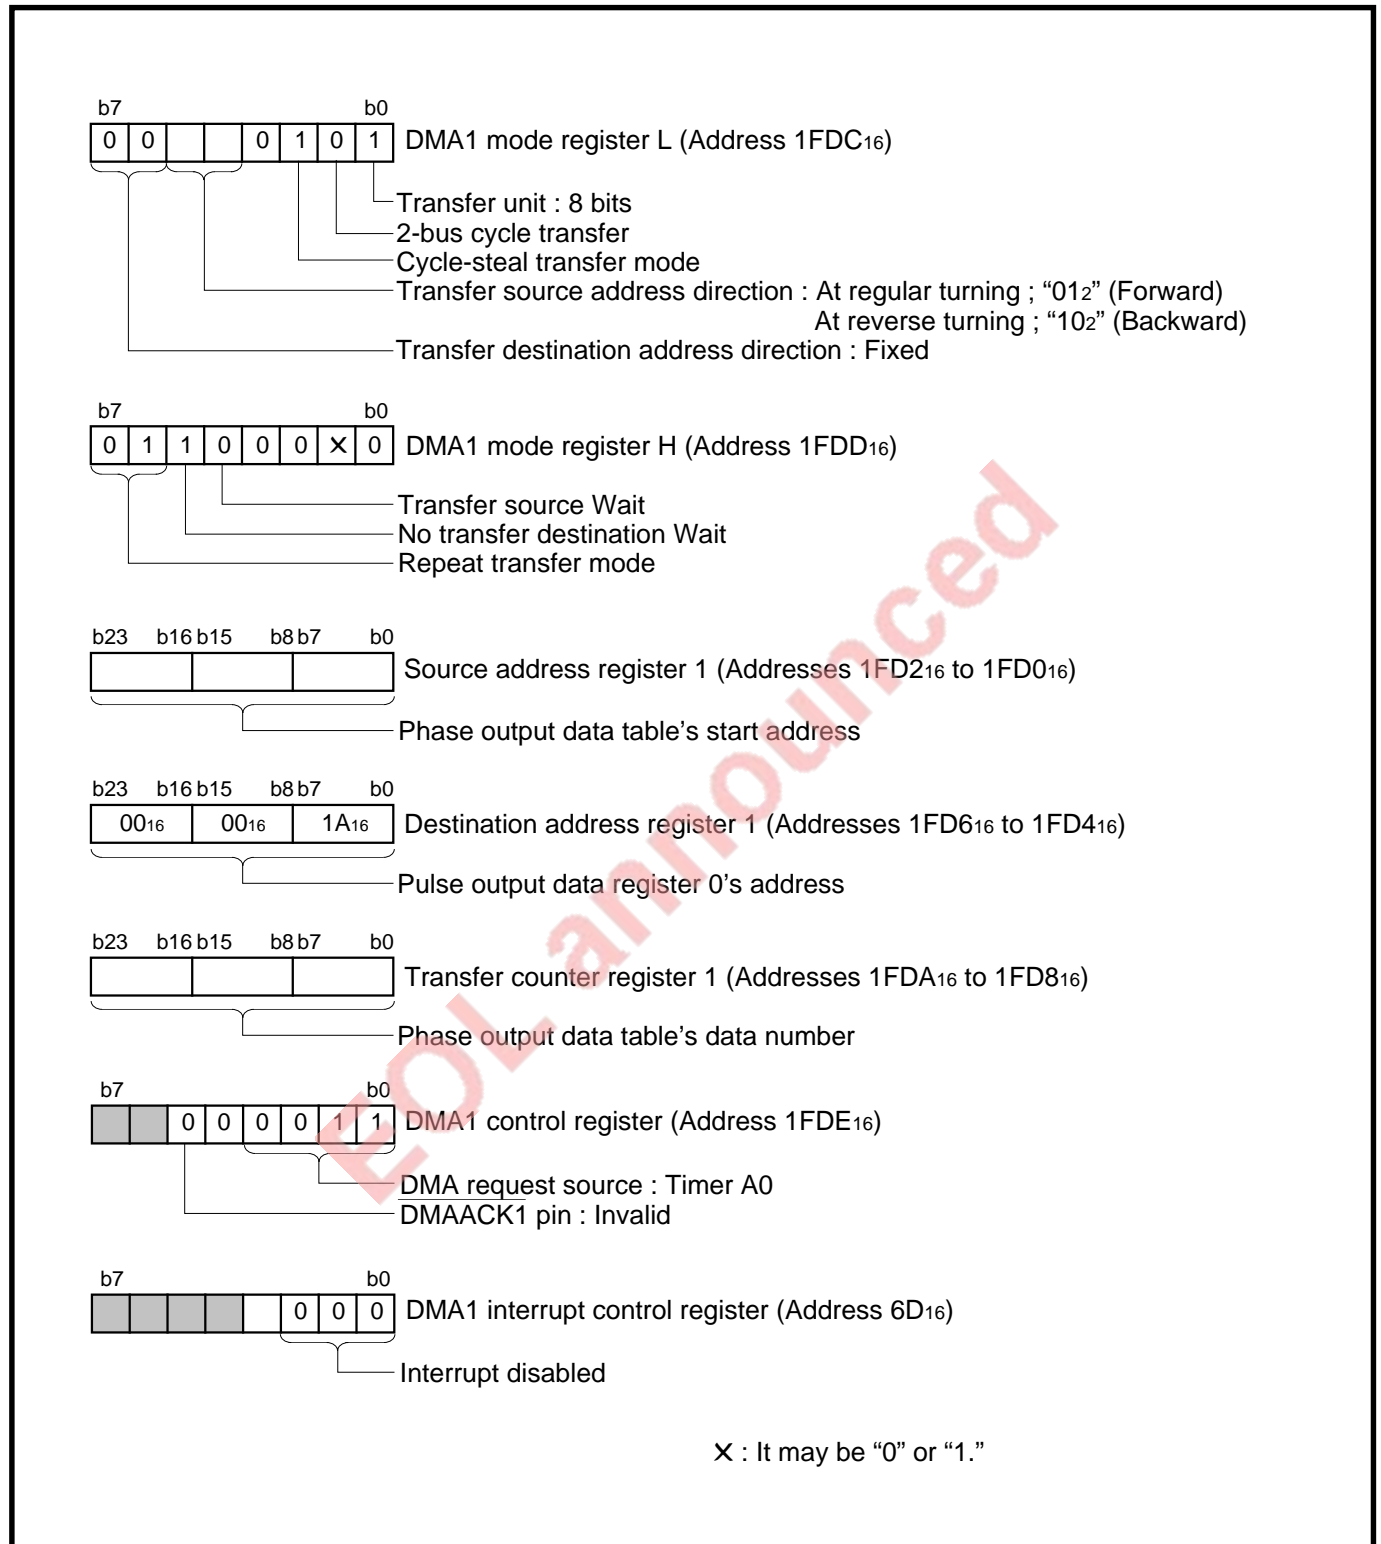 b7 b0
0 0 0 1 0 1 DMA1 mode register L (Address 1FDC16)
Transfer unit : 8 bits
2-bus cycle transfer
Cycle-steal transfer mode
Transfer source address direction : At regular turning ; “012” (Forward)
At reverse turning ; “102” (Backward)
Transfer destination address direction : Fixed
b7 b0
0 1 1 0 0 0 ✕ 0 DMA1 mode register H (Address 1FDD16)
Transfer source Wait
No transfer destination Wait
Repeat transfer mode
b23 b16 b15 b8 b7 b0
Source address register 1 (Addresses 1FD216 to 1FD016)
Phase output data table’s start address
b23 b16 b15 b8 b7 b0
0016 0016 1A16 Destination address register 1 (Addresses 1FD616 to 1FD416)
Pulse output data register 0’s address
b23 b16 b15 b8 b7 b0
Transfer counter register 1 (Addresses 1FDA16 to 1FD816)
Phase output data table’s data number
b7 b0
0 0 0 0 1 1 DMA1 control register (Address 1FDE16)
DMA request source : Timer A0
DMAACK1 pin : Invalid
b7 b0
0 0 0 DMA1 interrupt control register (Address 6D16)
Interrupt disabled
✕ : It may be “0” or “1.”
EOL announced